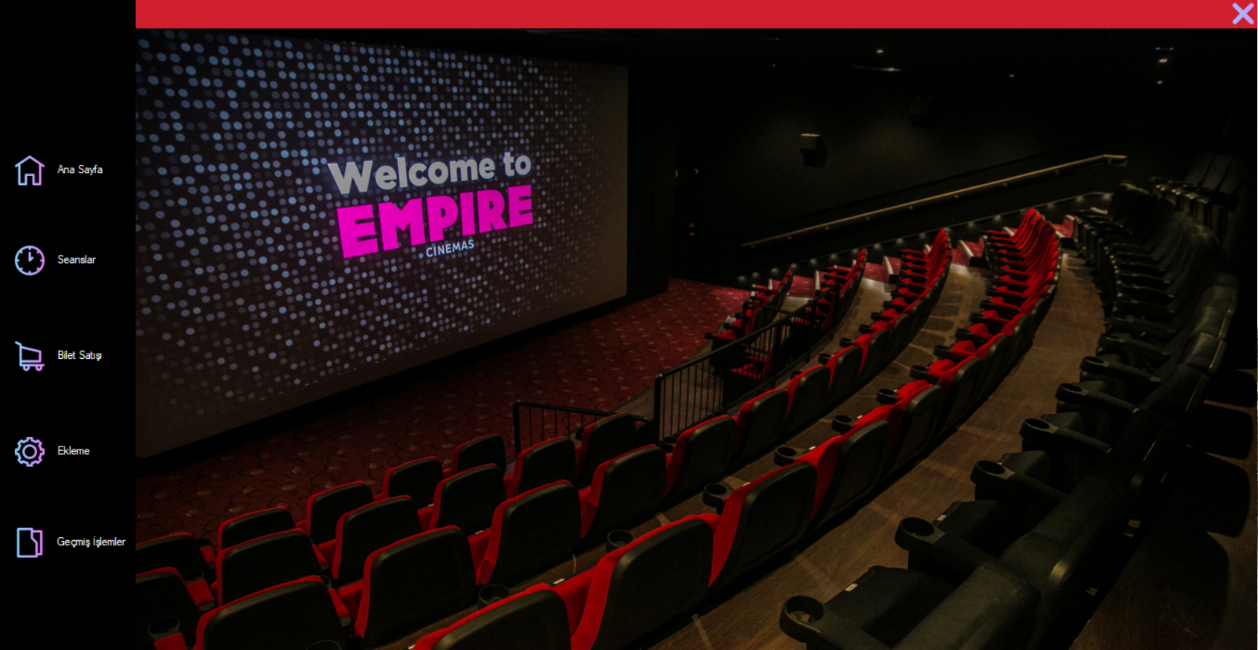 Ana Sayfa
Seanslar
Bilet Satışı
Ekleme
Geçmiş İşlemler
Welcome to
EMPIRE
CINEMAS